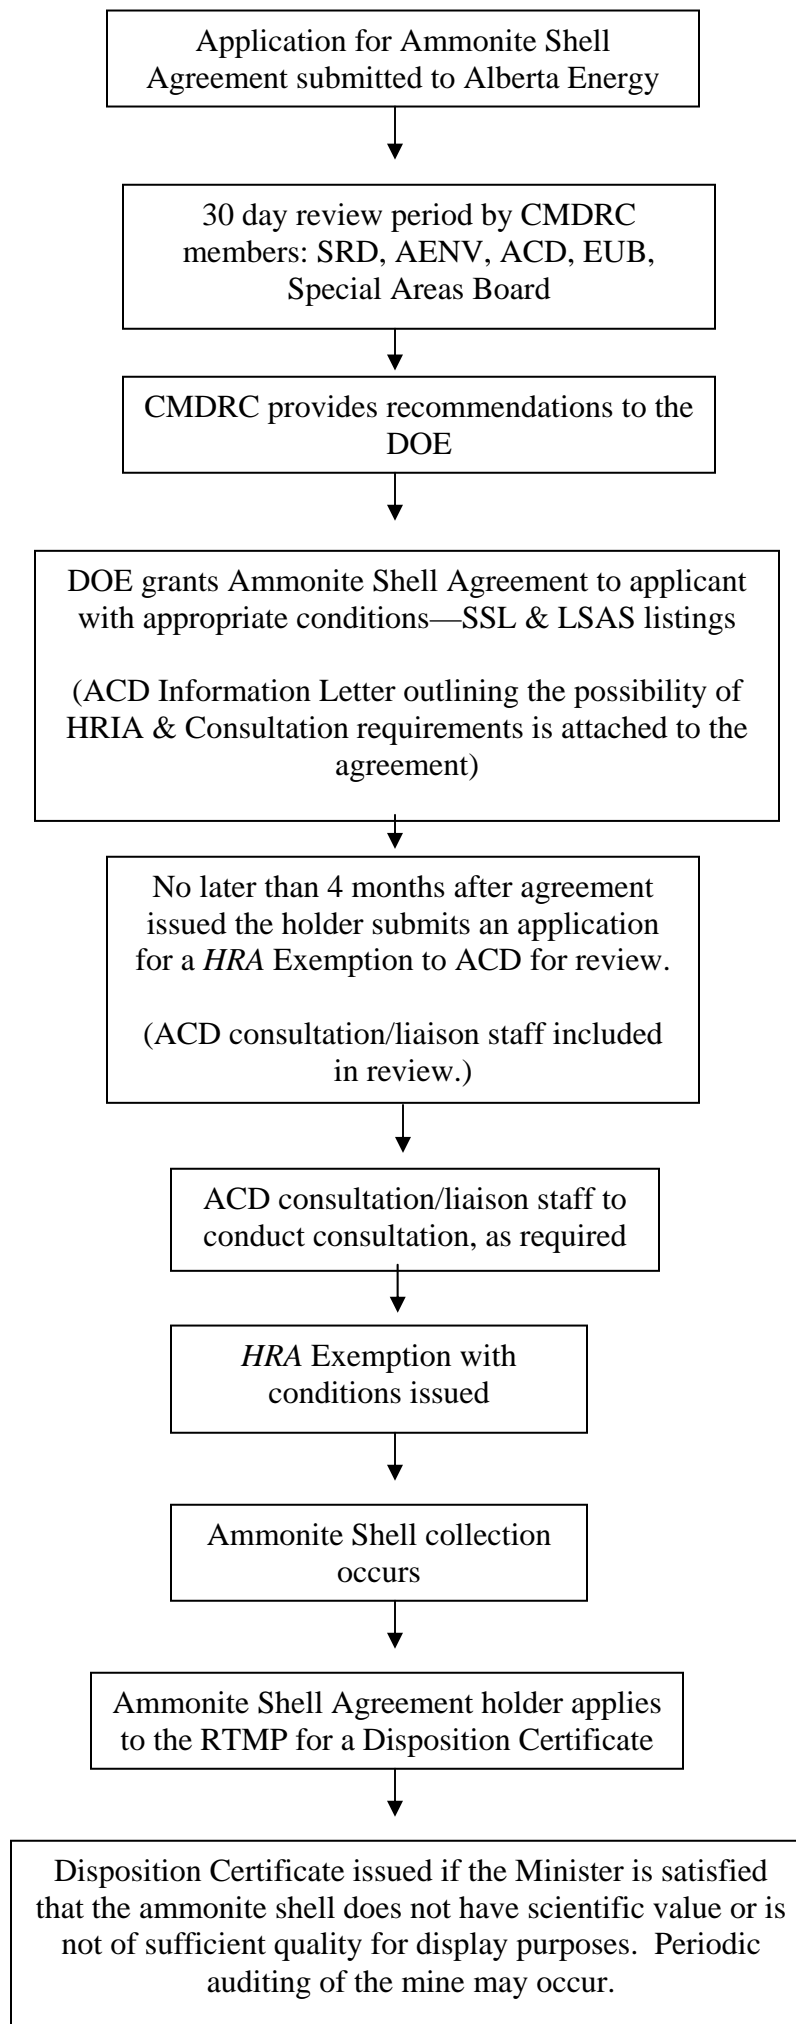 Application for Ammonite Shell
Agreement submitted to Alberta Energy
30 day review period by CMDRC
members: SRD, AENV, ACD, EUB,
Special Areas Board
CMDRC provides recommendations to the
DOE
DOE grants Ammonite Shell Agreement to applicant
with appropriate conditions—SSL & LSAS listings
(ACD Information Letter outlining the possibility of
HRIA & Consultation requirements is attached to the
agreement)
No later than 4 months after agreement
issued the holder submits an application
for a HRA Exemption to ACD for review.
(ACD consultation/liaison staff included
in review.)
ACD consultation/liaison staff to
conduct consultation, as required
HRA Exemption with
conditions issued
Ammonite Shell collection
occurs
Ammonite Shell Agreement holder applies
to the RTMP for a Disposition Certificate
Disposition Certificate issued if the Minister is satisfied
that the ammonite shell does not have scientific value or is
not of sufficient quality for display purposes.  Periodic
auditing of the mine may occur.